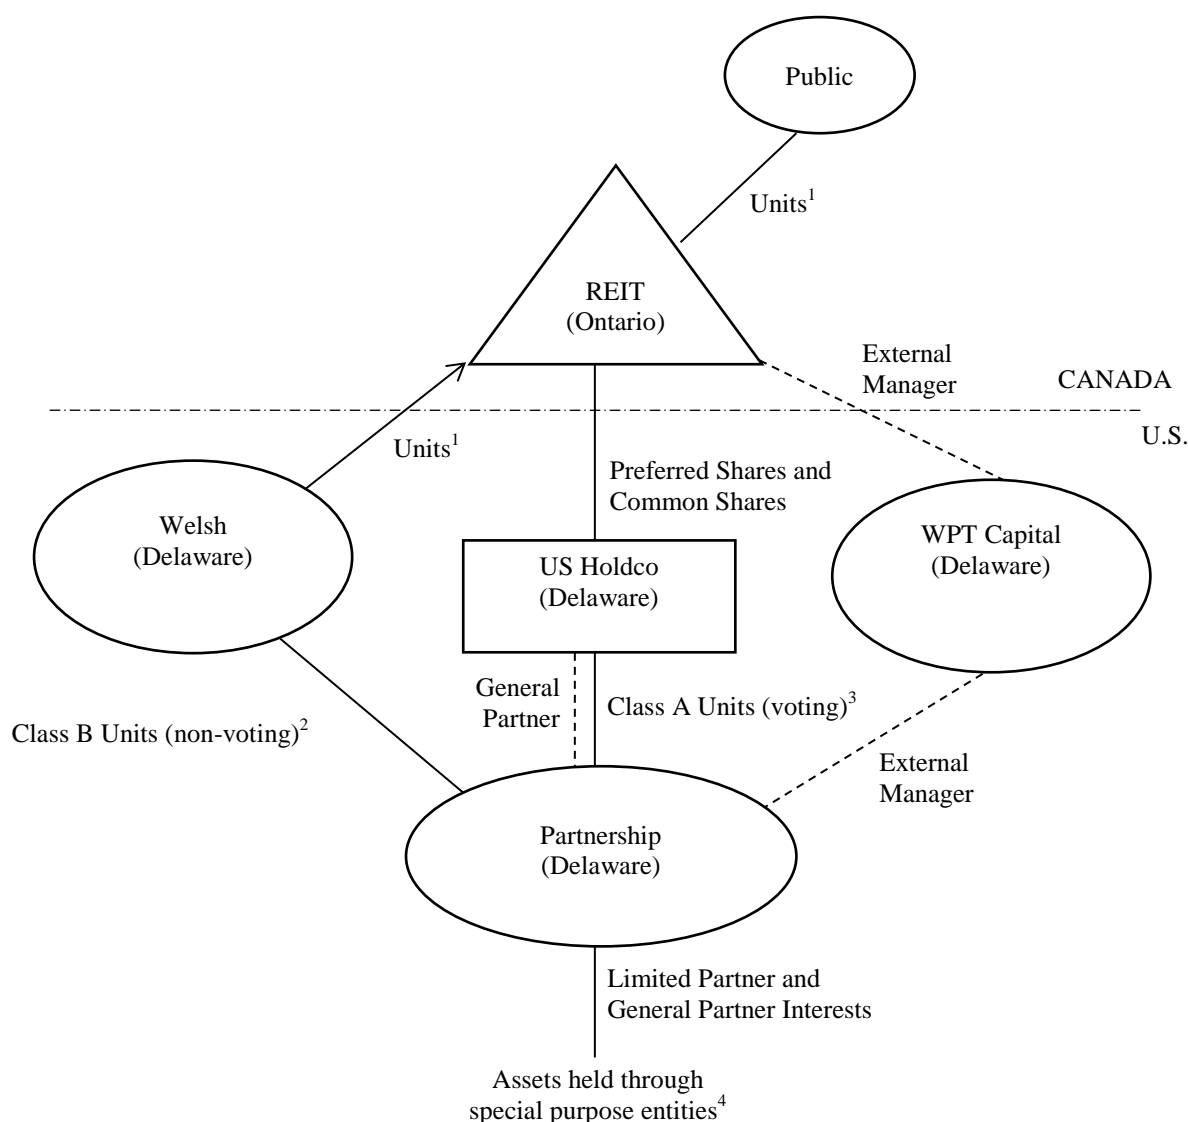 Public
Units¹
REIT
(Ontario)
External
Manager
CANADA
U.S.
Units¹
Preferred Shares and
Common Shares
Welsh
(Delaware)
US Holdco
(Delaware)
WPT Capital
(Delaware)
General
Partner
Class A Units (voting)³
Class B Units (non-voting)²
External
Manager
Partnership
(Delaware)
Limited Partner and
General Partner Interests
Assets held through
special purpose entities⁴